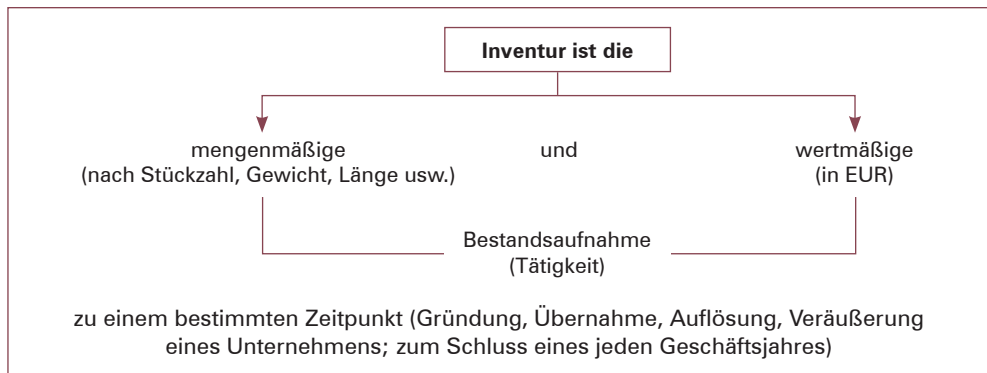 Inventur ist die
mengenmäßige
(nach Stückzahl, Gewicht, Länge usw.)
und
wertmäßige
(in EUR)
Bestandsaufnahme
(Tätigkeit)
zu einem bestimmten Zeitpunkt (Gründung, Übernahme, Auflösung, Veräußerung
eines Unternehmens; zum Schluss eines jeden Geschäftsjahres)